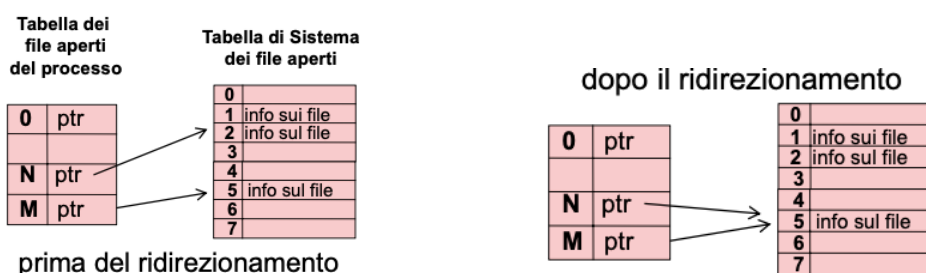 Tabella dei
file aperti
del processo
Tabella di Sistema
dei file aperti
0 ptr
N ptr
M ptr
0
1 info sui file
2 info sul file
3
4
5 info sul file
6
7
prima del ridirezionamento
dopo il ridirezionamento
0 ptr
N ptr
M ptr
0
1 info sui file
2 info sul file
3
4
5 info sul file
6
7